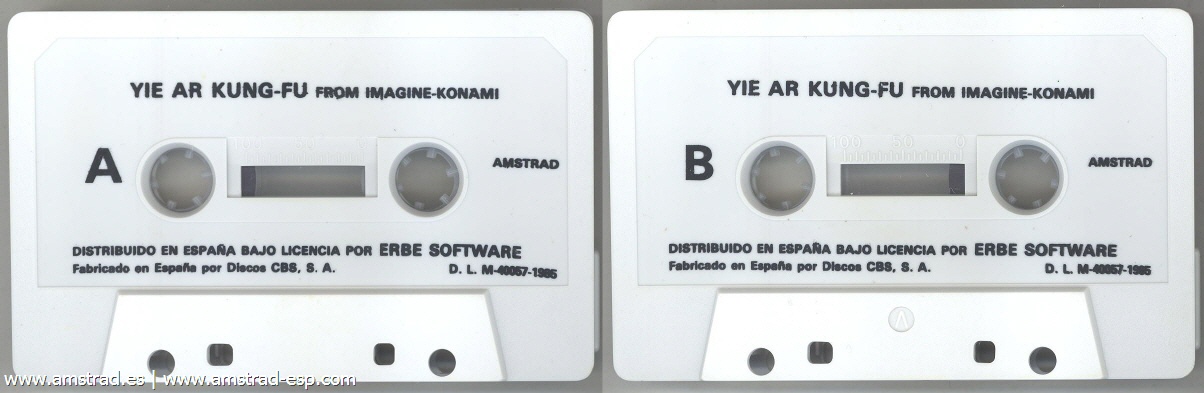 YIE AR KUNG-FU FROM IMAGINE-KONAMI
A
AMSTRAD
DISTRIBUIDO EN ESPAÑA BAJO LICENCIA POR ERBE SOFTWARE
Fabricado en España por Discos CBS, S. A.
D. L. M-40057-1985
YIE AR KUNG-FU FROM IMAGINE-KONAMI
B
100 50 0
AMSTRAD
DISTRIBUIDO EN ESPAÑA BAJO LICENCIA POR ERBE SOFTWARE
Fabricado en España por Discos CBS, S. A.
D. L. M-40057-1985
www.amstrad.es | www.amstrad-esp.com